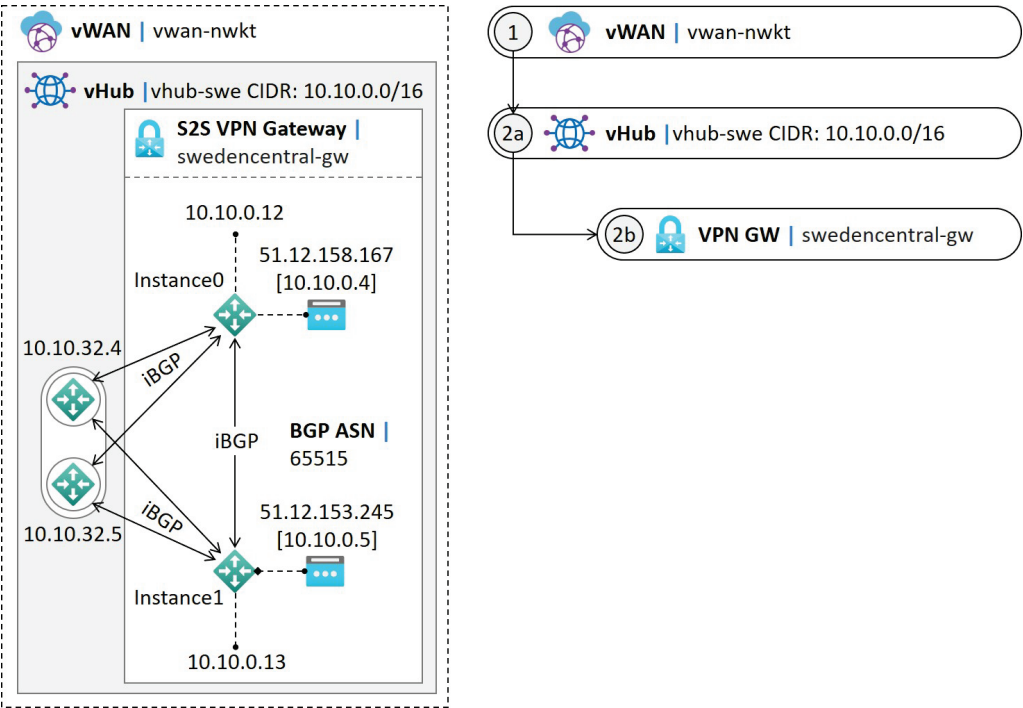 vWAN | vwan-nwkt
vHub |vhub-swe CIDR: 10.10.0.0/16
S2S VPN Gateway |
swedencentral-gw
10.10.0.12
51.12.158.167
[10.10.0.4]
Instance0
10.10.32.4
iBGP
iBGP
BGP ASN |
65515
iBGP
10.10.32.5
51.12.153.245
[10.10.0.5]
Instance1
10.10.0.13
1 vWAN | vwan-nwkt
2a vHub |vhub-swe CIDR: 10.10.0.0/16
2b VPN GW | swedencentral-gw